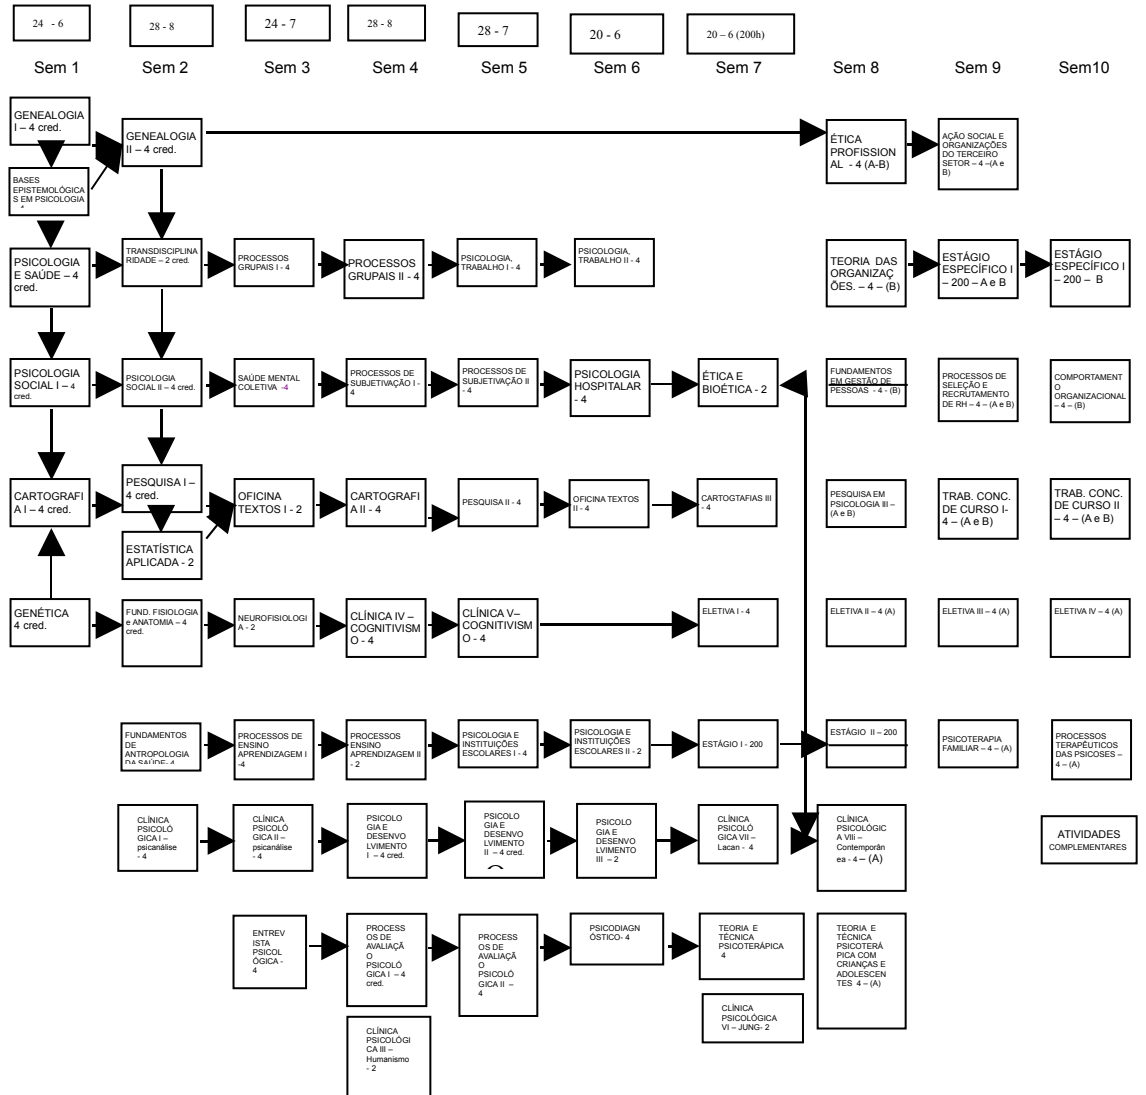 24 - 6
28 - 8
24 - 7
28 - 8
28 - 7
20 - 6
20 – 6 (200h)
Sem 1
Sem 2
Sem 3
Sem 4
Sem 5
Sem 6
Sem 7
Sem 8
Sem 9
Sem10
GENEALOGIA
I – 4 cred.
GENEALOGIA
II – 4 cred.
ÉTICA
PROFISSION
AL - 4 (A-B)
AÇÃO SOCIAL E
ORGANIZAÇÕES
DO TERCEIRO
SETOR – 4 –(A e
B)
BASES
EPISTEMOLÓGICA
S EM PSICOLOGIA
PSICOLOGIA
E SAÚDE – 4
cred.
TRANSDISCIPLINA
RIDADE – 2 cred.
PROCESSOS
GRUPAIS I - 4
PROCESSOS
GRUPAIS II - 4
PSICOLOGIA,
TRABALHO I - 4
PSICOLOGIA,
TRABALHO II - 4
TEORIA DAS
ORGANIZAÇ
ÕES. – 4 – (B)
ESTÁGIO
ESPECÍFICO I
– 200 – A e B
ESTÁGIO
ESPECÍFICO I
– 200 – B
PSICOLOGIA
SOCIAL I – 4
cred.
PSICOLOGIA
SOCIAL II – 4 cred.
SAÚDE MENTAL
COLETIVA -4
PROCESSOS DE
SUBJETIVAÇÃO I -
4
PROCESSOS DE
SUBJETIVAÇÃO II
- 4
PSICOLOGIA
HOSPITALAR
- 4
ÉTICA E
BIOÉTICA - 2
FUNDAMENTOS
EM GESTÃO DE
PESSOAS - 4 - (B)
PROCESSOS DE
SELEÇÃO E
RECRUTAMENTO
DE RH – 4 – (A e B)
COMPORTAMENT
O
ORGANIZACIONAL
– 4 – (B)
CARTOGRAFI
A I – 4 cred.
PESQUISA I –
4 cred.
OFICINA
TEXTOS I - 2
CARTOGRAFI
A II - 4
PESQUISA II - 4
OFICINA TEXTOS
II - 4
CARTOGTAFIAS III
- 4
PESQUISA EM
PSICOLOGIA III –
(A e B)
TRAB. CONC.
DE CURSO I-
4 – (A e B)
TRAB. CONC.
DE CURSO II
– 4 – (A e B)
ESTATÍSTICA
APLICADA - 2
GENÉTICA
4 cred.
FUND. FISIOLOGIA
e ANATOMIA – 4
cred.
NEUROFISIOLOGI
A - 2
CLÍNICA IV –
COGNITIVISM
O - 4
CLÍNICA V–
COGNITIVISM
O - 4
ELETIVA I - 4
ELETIVA II – 4 (A)
ELETIVA III – 4 (A)
ELETIVA IV – 4 (A)
FUNDAMENTOS
DE
ANTROPOLOGIA
DA SAÚDE- 4
PROCESSOS DE
ENSINO
APRENDIZAGEM I
-4
PROCESSOS
ENSINO
APRENDIZAGEM II
- 2
PSICOLOGIA E
INSTITUIÇÕES
ESCOLARES I - 4
PSICOLOGIA E
INSTITUIÇÕES
ESCOLARES II - 2
ESTÁGIO I - 200
ESTÁGIO II – 200
PSICOTERAPIA
FAMILIAR – 4 – (A)
PROCESSOS
TERAPÊUTICOS
DAS PSICOSES –
4 – (A)
CLÍNICA
PSICOLÓ
GICA I –
psicanálise
- 4
CLÍNICA
PSICOLÓ
GICA II –
psicanálise
- 4
PSICOLO
GIA E
DESENVO
LVIMENTO
I – 4 cred.
PSICOLO
GIA E
DESENVO
LVIMENTO
II – 4 cred.
PSICOLO
GIA E
DESENVO
LVIMENTO
III – 2
CLÍNICA
PSICOLÓ
GICA VII –
Lacan - 4
CLÍNICA
PSICOLÓGIC
A VIIi –
Contemporân
ea - 4 – (A)
ATIVIDADES
COMPLEMENTARES
ENTREV
ISTA
PSICOL
ÓGICA -
4
PROCESS
OS DE
AVALIAÇÃ
O
PSICOLÓ
GICA I – 4
cred.
PROCESS
OS DE
AVALIAÇÃ
O
PSICOLÓ
GICA II –
4
PSICODIAGN
ÓSTICO- 4
TEORIA E
TÉCNICA
PSICOTERÁPICA
4
TEORIA E
TÉCNICA
PSICOTERÁ
PICA COM
CRIANÇAS E
ADOLESCEN
TES 4 – (A)
CLÍNICA
PSICOLÓGICA
VI – JUNG- 2
CLÍNICA
PSICOLÓGI
CA III –
Humanismo
- 2